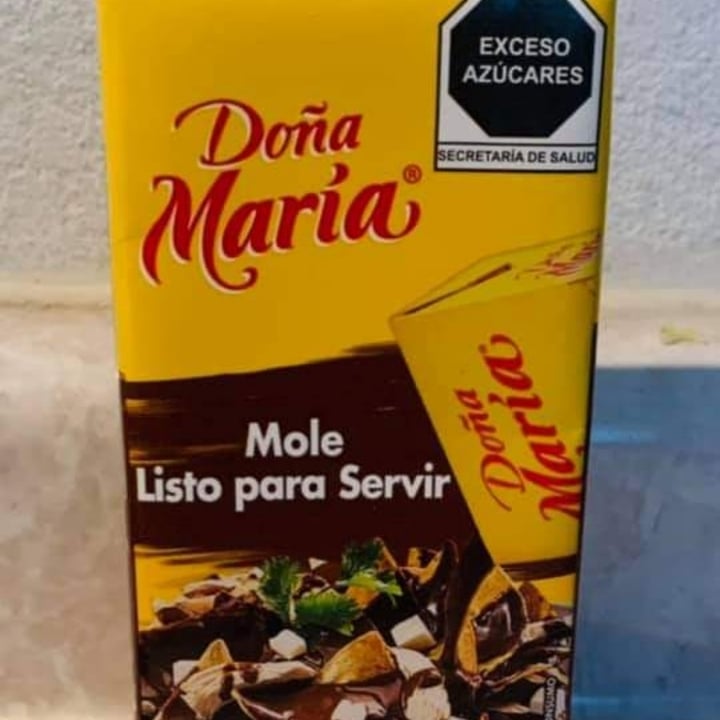 EXCESO
AZÚCARES
SECRETARÍA DE SALUD
Doña
María®
Doña
María
Mole
Listo para Servir